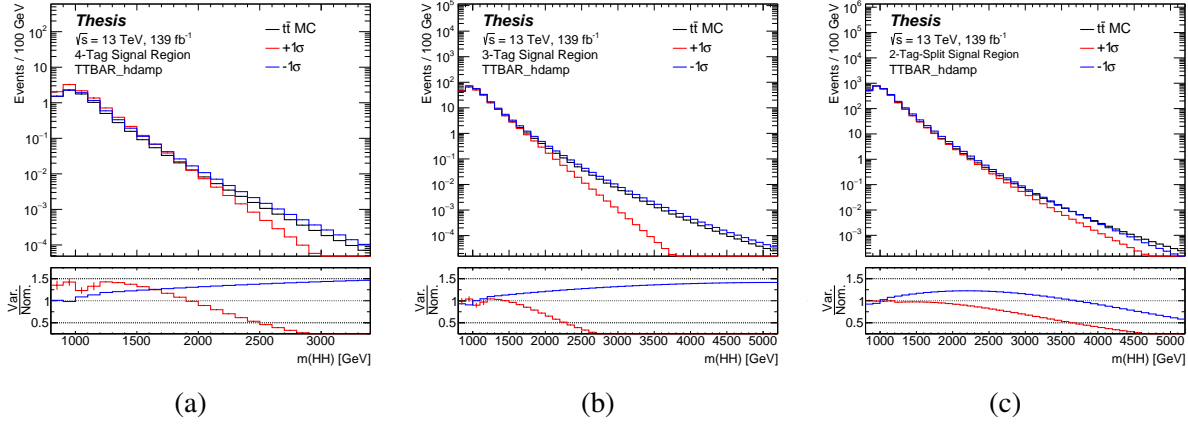 Thesis
√s = 13 TeV, 139 fb⁻¹
4-Tag Signal Region
TTBAR_hdamp
tt̄ MC
+1σ
-1σ
Events / 100 GeV
10²
10
1
10⁻¹
10⁻²
10⁻³
10⁻⁴
Var.
Nom.
1.5
1
0.5
1000 1500 2000 2500 3000
m(HH) [GeV]
(a)
Thesis
√s = 13 TeV, 139 fb⁻¹
3-Tag Signal Region
TTBAR_hdamp
tt̄ MC
+1σ
-1σ
Events / 100 GeV
10⁵
10⁴
10³
10²
10
1
10⁻¹
10⁻²
10⁻³
10⁻⁴
Var.
Nom.
1.5
1
0.5
1000 1500 2000 2500 3000 3500 4000 4500 5000
m(HH) [GeV]
(b)
Thesis
√s = 13 TeV, 139 fb⁻¹
2-Tag-Split Signal Region
TTBAR_hdamp
tt̄ MC
+1σ
-1σ
Events / 100 GeV
10⁶
10⁵
10⁴
10³
10²
10
1
10⁻¹
10⁻²
10⁻³
Var.
Nom.
1.5
1
0.5
1000 1500 2000 2500 3000 3500 4000 4500 5000
m(HH) [GeV]
(c)